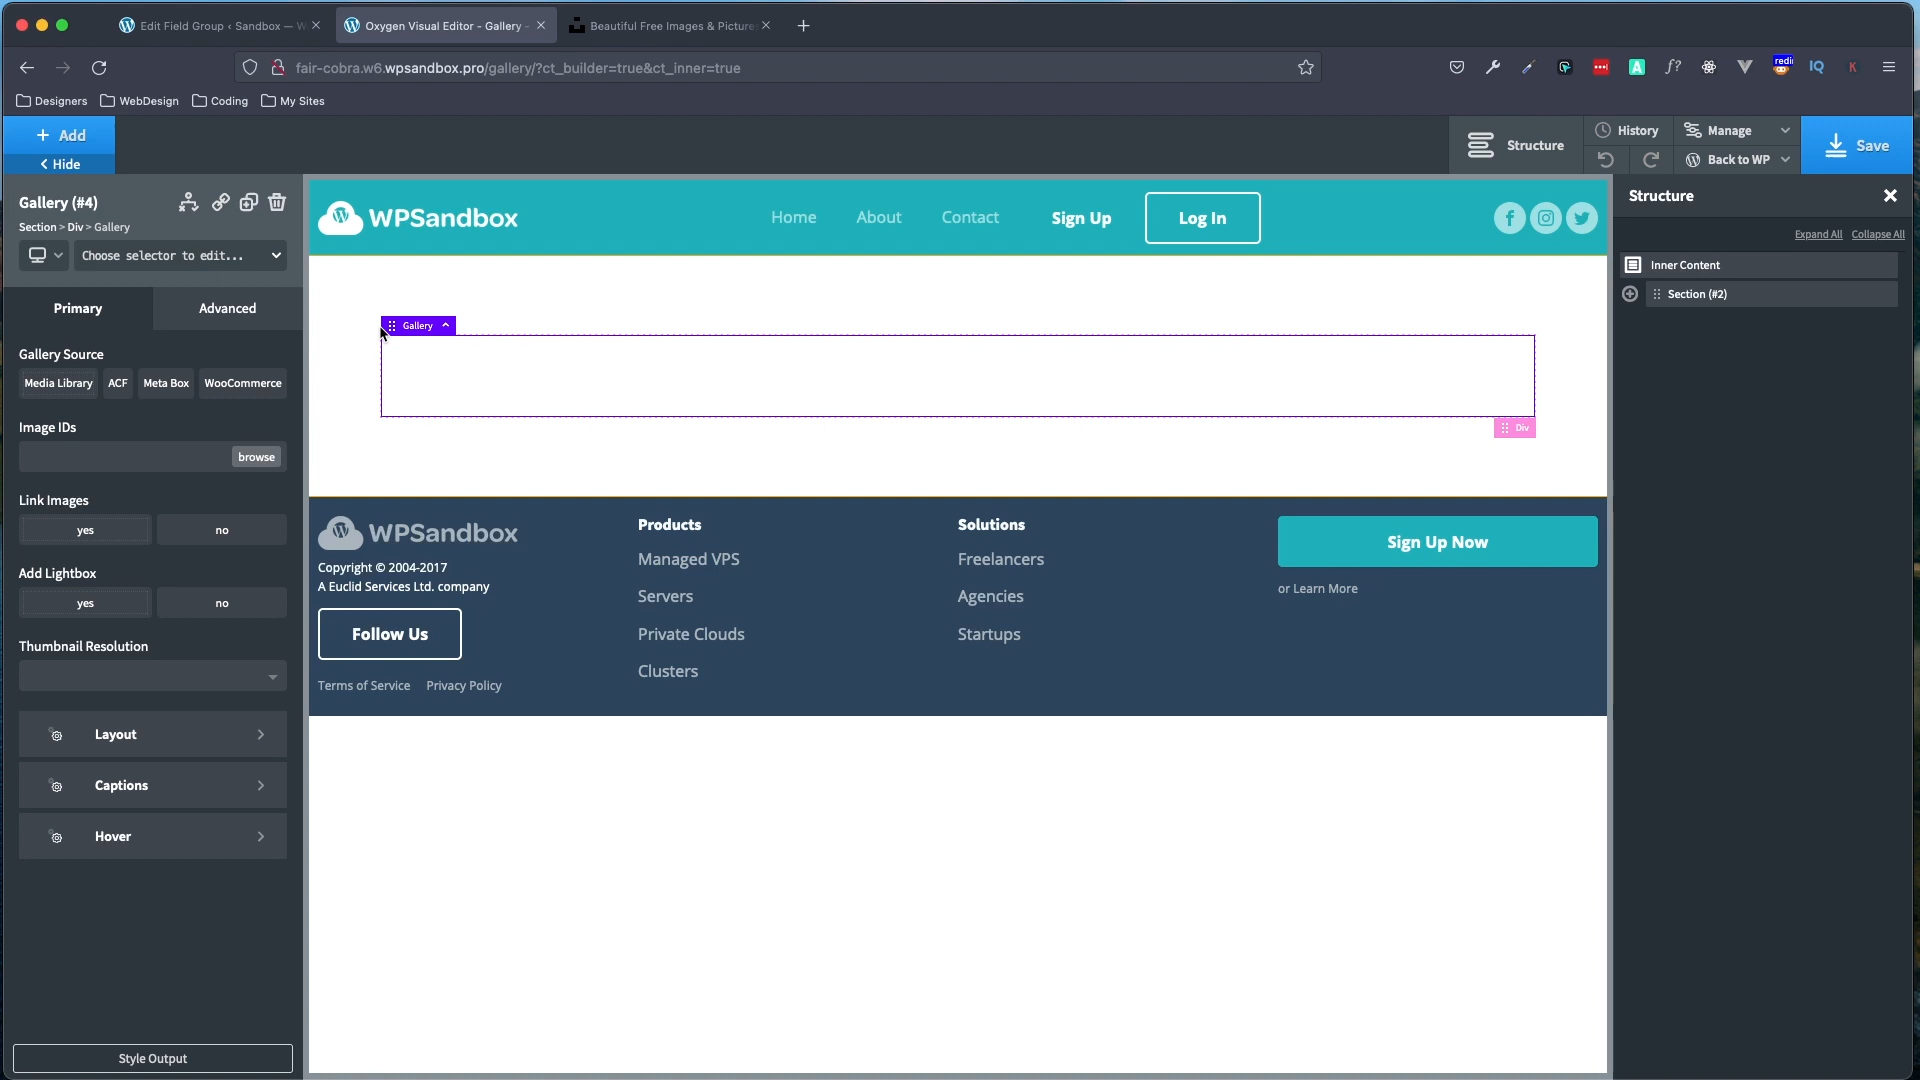 Edit Field Group ‹ Sandbox — W
Oxygen Visual Editor - Gallery -
Beautiful Free Images & Picture
fair-cobra.w6.wpsandbox.pro/gallery/?ct_builder=true&ct_inner=true
redir
A
f?
IQ
K
Designers
WebDesign
Coding
My Sites
+ Add
Hide
Structure
History
Manage
Back to WP
Save
Gallery (#4)
Section > Div > Gallery
Choose selector to edit...
Primary
Advanced
Gallery Source
Media Library
ACF
Meta Box
WooCommerce
Image IDs
browse
Link Images
yes
no
Add Lightbox
yes
no
Thumbnail Resolution
Layout
Captions
Hover
Style Output
WPSandbox
Home
About
Contact
Sign Up
Log In
Gallery
Div
WPSandbox
Copyright © 2004-2017
A Euclid Services Ltd. company
Follow Us
Terms of Service
Privacy Policy
Products
Managed VPS
Servers
Private Clouds
Clusters
Solutions
Freelancers
Agencies
Startups
Sign Up Now
or Learn More
Structure
Expand All
Collapse All
Inner Content
Section (#2)